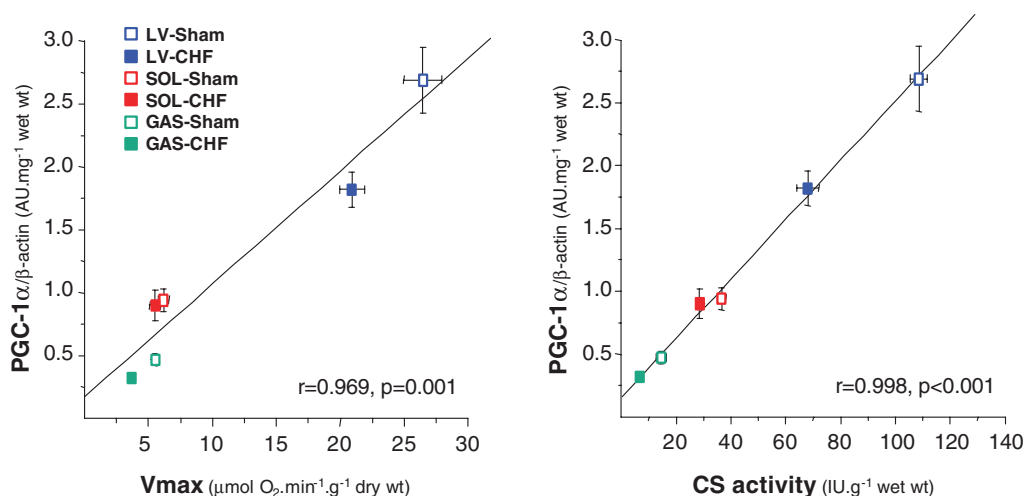 PGC-1α/β-actin (AU.mg⁻¹ wet wt)
3.0
2.5
2.0
1.5
1.0
0.5
LV-Sham
LV-CHF
SOL-Sham
SOL-CHF
GAS-Sham
GAS-CHF
r=0.969, p=0.001
5 10 15 20 25 30
Vmax (μmol O₂.min⁻¹.g⁻¹ dry wt)
PGC-1α/β-actin (AU.mg⁻¹ wet wt)
3.0
2.5
2.0
1.5
1.0
0.5
r=0.998, p<0.001
20 40 60 80 100 120 140
CS activity (IU.g⁻¹ wet wt)